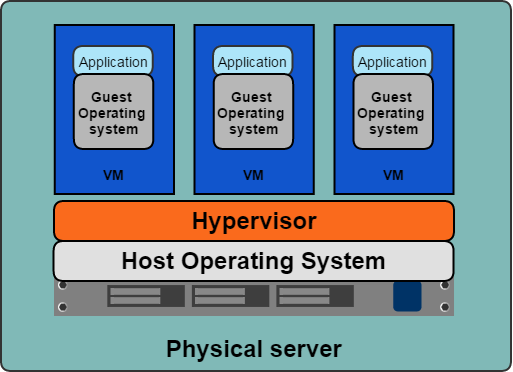 Application Application Application
Guest Guest Guest
Operating Operating Operating
system system system
VM VM VM
Hypervisor
Host Operating System
Physical server